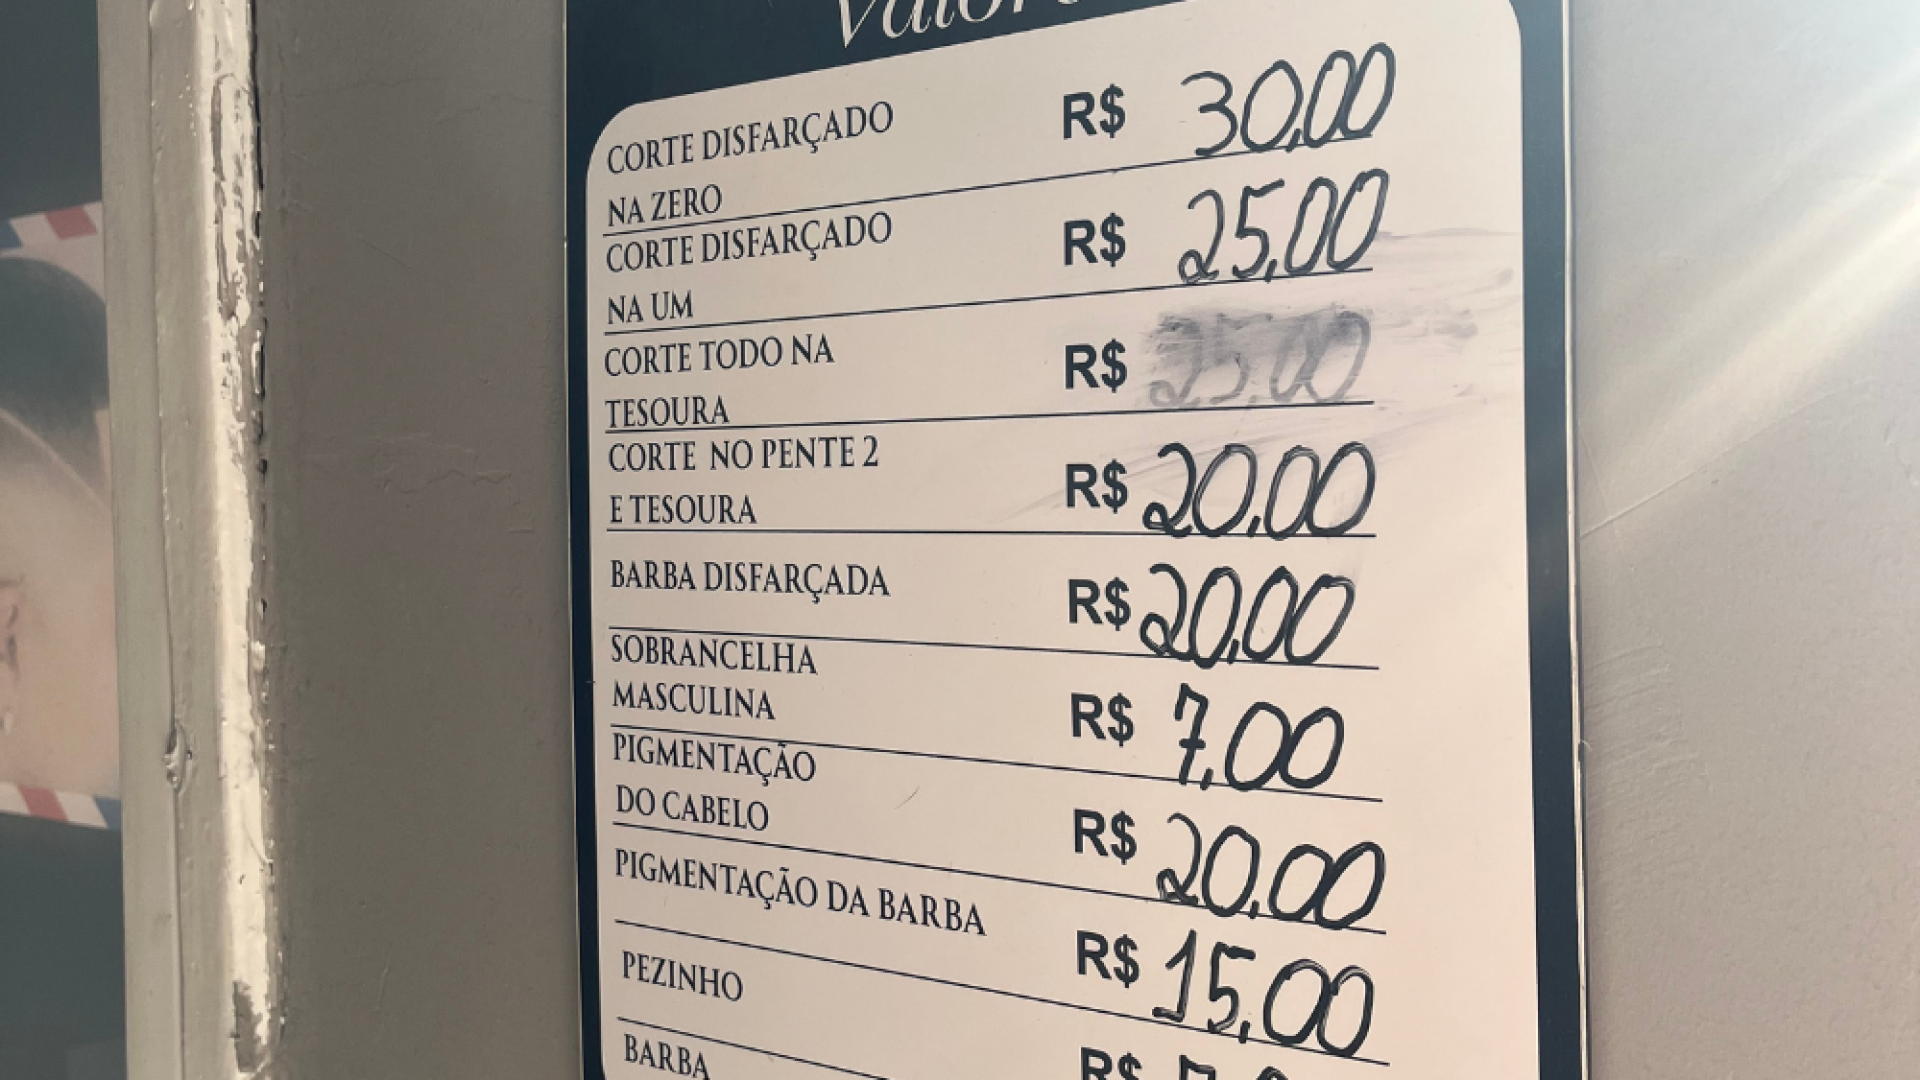 CORTE DISFARÇADO
NA ZERO R$ 30,00
CORTE DISFARÇADO
NA UM R$ 25,00
CORTE TODO NA
TESOURA R$ 25,00
CORTE NO PENTE 2
E TESOURA R$ 20,00
BARBA DISFARÇADA R$ 20,00
SOBRANCELHA
MASCULINA R$ 7,00
PIGMENTAÇÃO
DO CABELO R$ 20,00
PIGMENTAÇÃO DA BARBA R$ 15,00
PEZINHO R$
BARBA